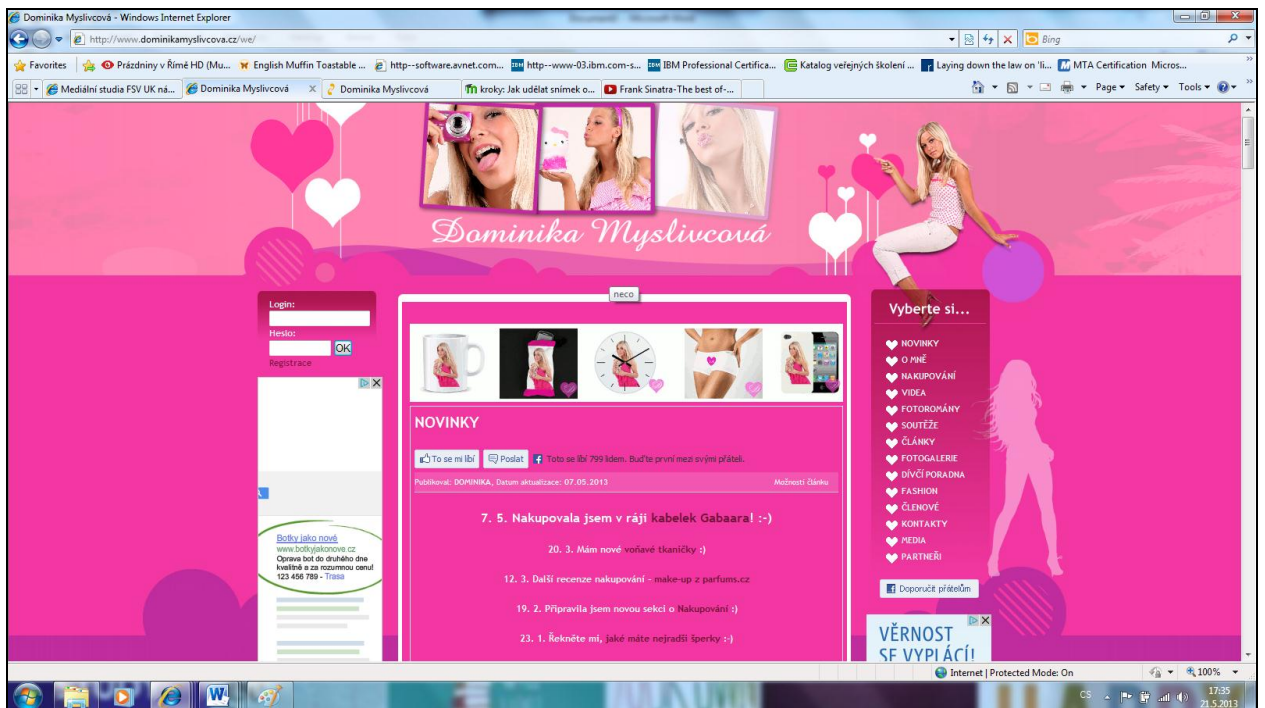 Dominika Myslivcová - Windows Internet Explorer
http://www.dominikamyslivcova.cz/we/
Bing
Favorites
Prázdniny v Římě HD (Mu...
English Muffin Toastable ...
http--software.avnet.com...
http--www-03.ibm.com-s...
IBM Professional Certifica...
Katalog veřejných školení ...
Laying down the law on 'li...
MTA Certification Micros...
Mediální studia FSV UK ná...
Dominika Myslivcová
Dominika Myslivcová
kroky: Jak udělat snímek o...
Frank Sinatra-The best of-...
Page
Safety
Tools
Dominika Myslivcová
neco
Login:
Heslo:
OK
Registrace
Botky jako nové
www.botkyjakonove.cz
Oprava bot do druhého dne
kvalitně a za rozumnou cenu!
123 456 789 - Trasa
NOVINKY
To se mi líbí
Poslat
Toto se líbí 799 lidem. Buďte první mezi svými přáteli.
Publikoval: DOMINIKA, Datum aktualizace: 07.05.2013
Možnosti článku
7. 5. Nakupovala jsem v ráji kabelek Gabaara! :-)
20. 3. Mám nové voňavé tkaničky :)
12. 3. Další recenze nakupování - make-up z parfums.cz
19. 2. Připravila jsem novou sekci o Nakupování :)
23. 1. Řekněte mi, jaké máte nejradši šperky :-)
Vyberte si...
NOVINKY
O MNĚ
NAKUPOVÁNÍ
VIDEA
FOTOROMÁNY
SOUTĚŽE
ČLÁNKY
FOTOGALERIE
DÍVČÍ PORADNA
FASHION
ČLENOVÉ
KONTAKTY
MEDIA
PARTNEŘI
Doporučit přátelům
VĚRNOST
SE VYPLÁCÍ!
Internet | Protected Mode: On
100%
CS
17:35
21.5.2013